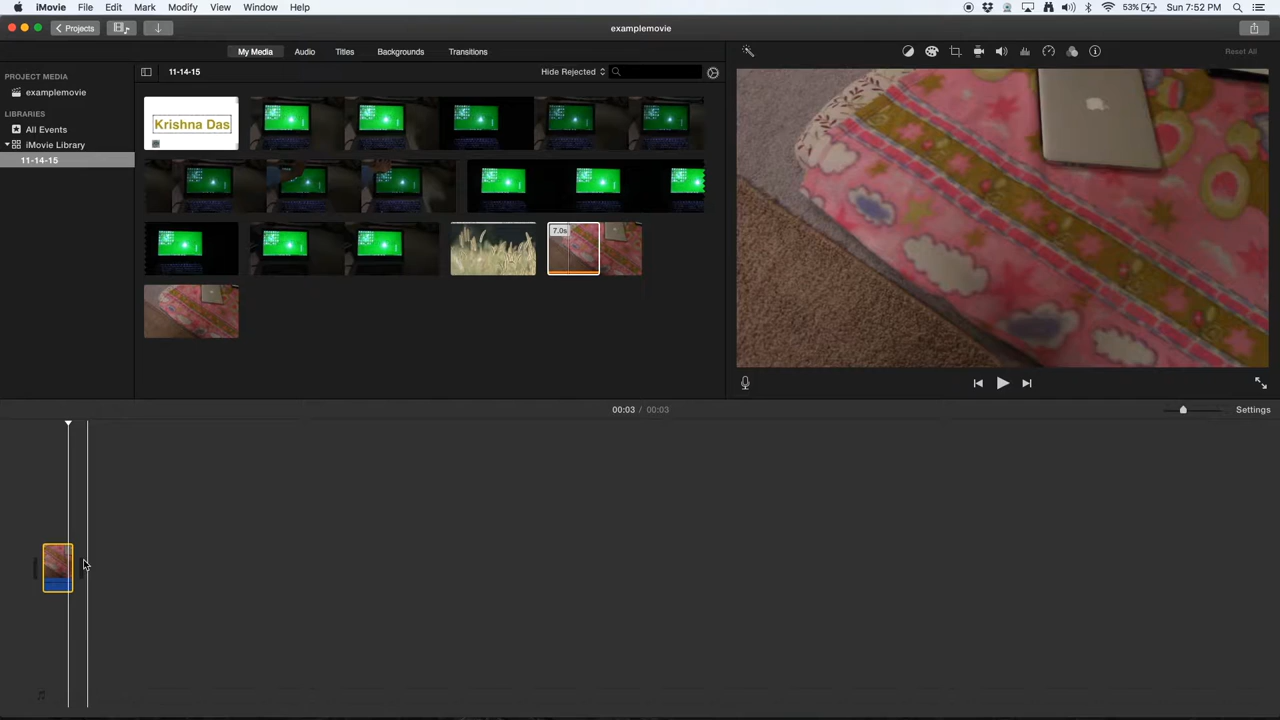 iMovie File Edit Mark Modify View Window Help 53% Sun 7:52 PM
Projects examplemovie
My Media Audio Titles Backgrounds Transitions Reset All
PROJECT MEDIA
examplemovie
LIBRARIES
All Events
iMovie Library
11-14-15
11-14-15 Hide Rejected
Krishna Das
7.0s
00:03 / 00:03 Settings